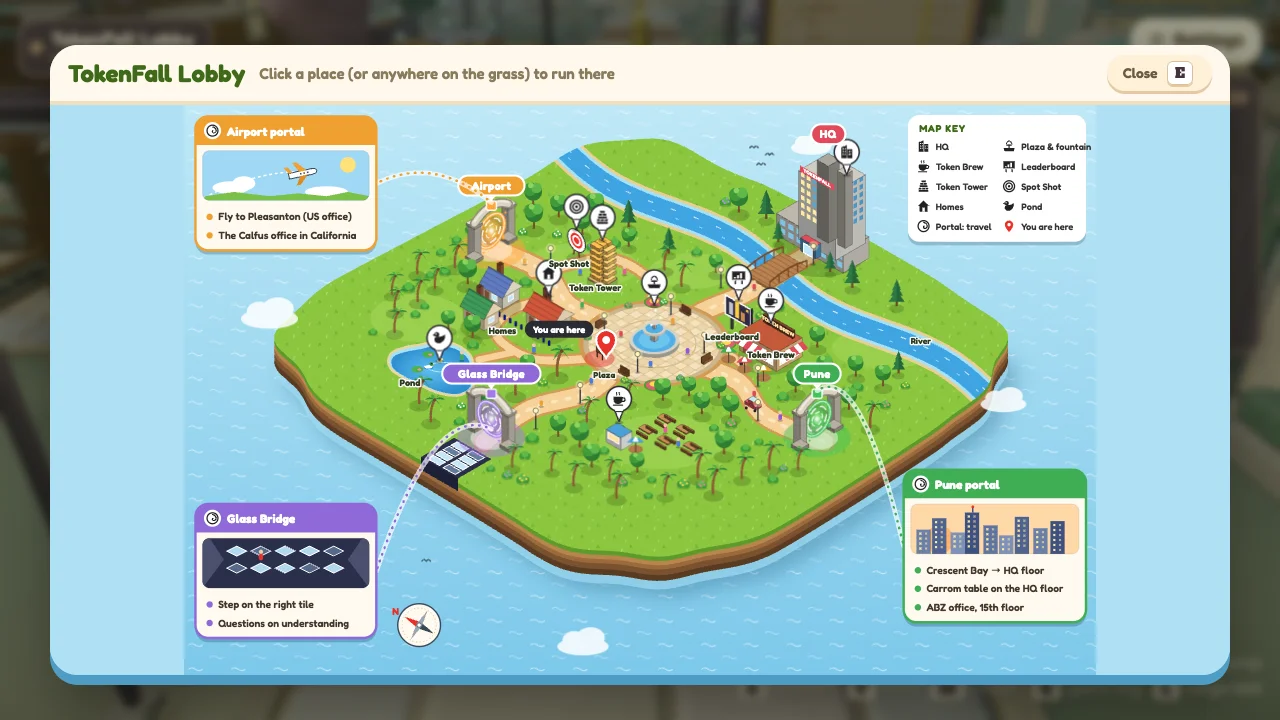 TokenFall Lobby
Click a place (or anywhere on the grass) to run there
Close E
Airport portal
Fly to Pleasanton (US office)
The Calfus office in California
Airport
HQ
TOKENFALL
MAP KEY
HQ
Plaza & fountain
Token Brew
Leaderboard
Token Tower
Spot Shot
Homes
Pond
Portal: travel
You are here
Spot Shot
Token Tower
Homes
You are here
Leaderboard
TOKEN BREW
Token Brew
River
Pond
Plaza
Glass Bridge
Pune
Glass Bridge
Step on the right tile
Questions on understanding
N
Pune portal
Crescent Bay → HQ floor
Carrom table on the HQ floor
ABZ office, 15th floor